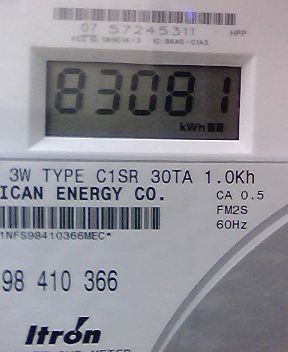 07 57245311 HPP
83081
kWh
3W TYPE C1SR 30TA 1.0Kh
ICAN ENERGY CO. CA 0.5
FM2S
60Hz
1NFS98410366MEC*
98 410 366
Itron